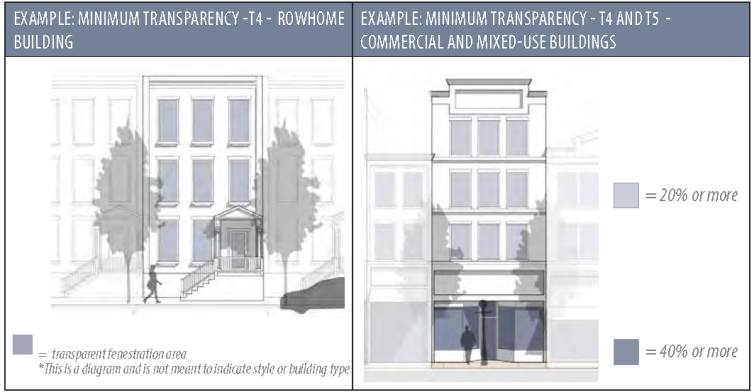 EXAMPLE: MINIMUM TRANSPARENCY -T4 - ROWHOME
BUILDING
EXAMPLE: MINIMUM TRANSPARENCY - T4 AND T5 -
COMMERCIAL AND MIXED-USE BUILDINGS
= 20% or more
= 40% or more
= transparent fenestration area
*This is a diagram and is not meant to indicate style or building type